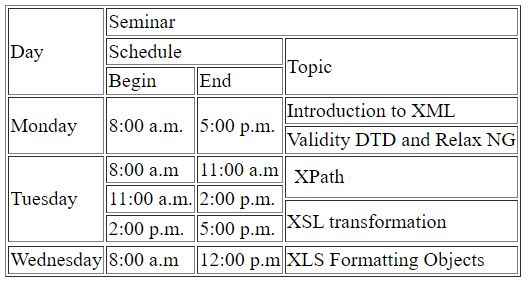 Day
Seminar
Schedule
Topic
Begin
End
Monday
8:00 a.m.
5:00 p.m.
Introduction to XML
Validity DTD and Relax NG
Tuesday
8:00 a.m
11:00 a.m
XPath
11:00 a.m.
2:00 p.m.
XSL transformation
2:00 p.m.
5:00 p.m.
Wednesday
8:00 a.m
12:00 p.m
XLS Formatting Objects